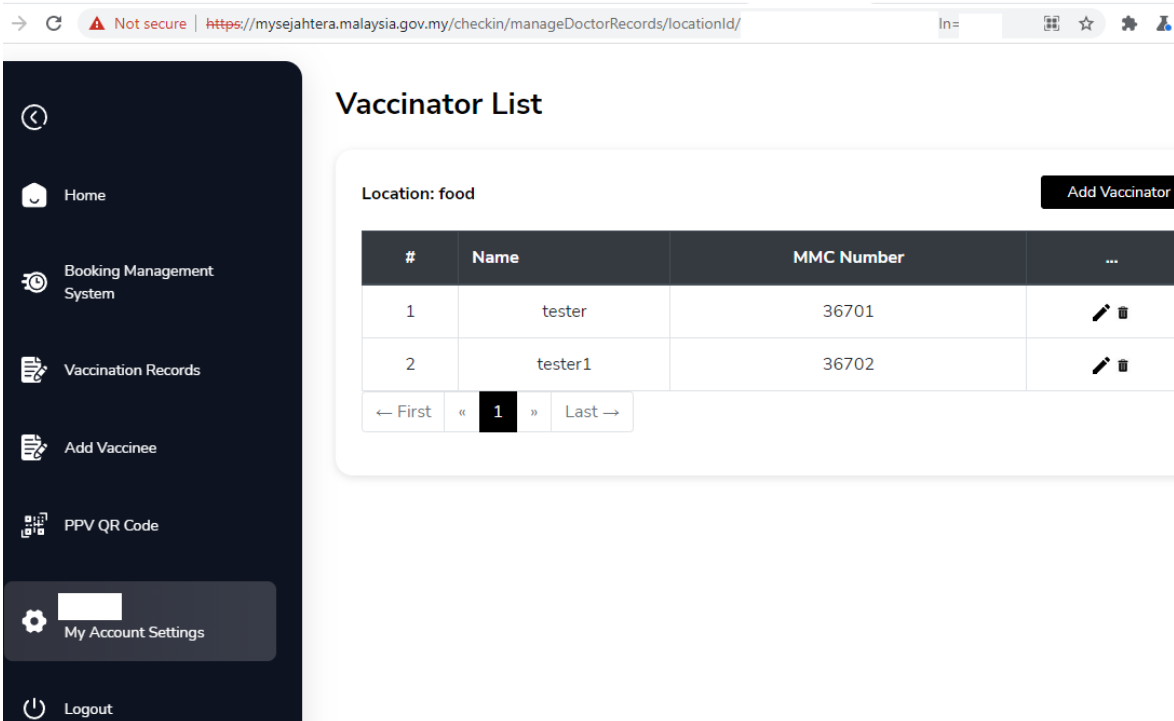 Not secure | https://mysejahtera.malaysia.gov.my/checkin/manageDoctorRecords/locationId/ ln=
Home
Booking Management
System
Vaccination Records
Add Vaccinee
PPV QR Code
My Account Settings
Logout
Vaccinator List
Location: food
Add Vaccinator
# Name MMC Number ...
1 tester 36701
2 tester1 36702
← First « 1 » Last →